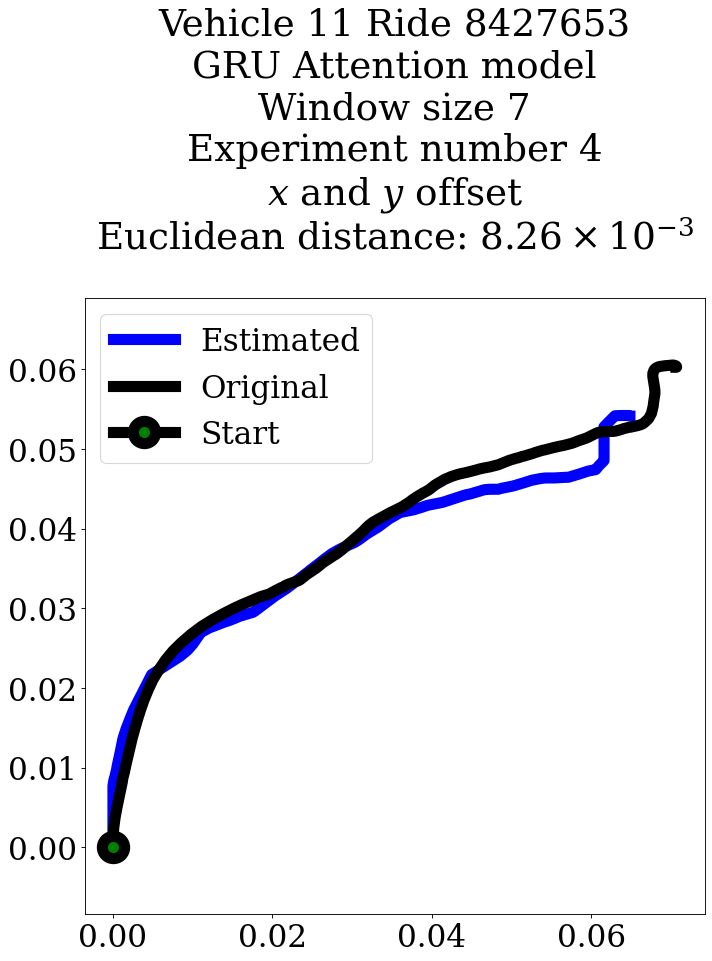 Vehicle 11 Ride 8427653
GRU Attention model
Window size 7
Experiment number 4
x and y offset
Euclidean distance: 8.26 × 10⁻³
Estimated
Original
Start
0.06
0.05
0.04
0.03
0.02
0.01
0.00
0.00 0.02 0.04 0.06